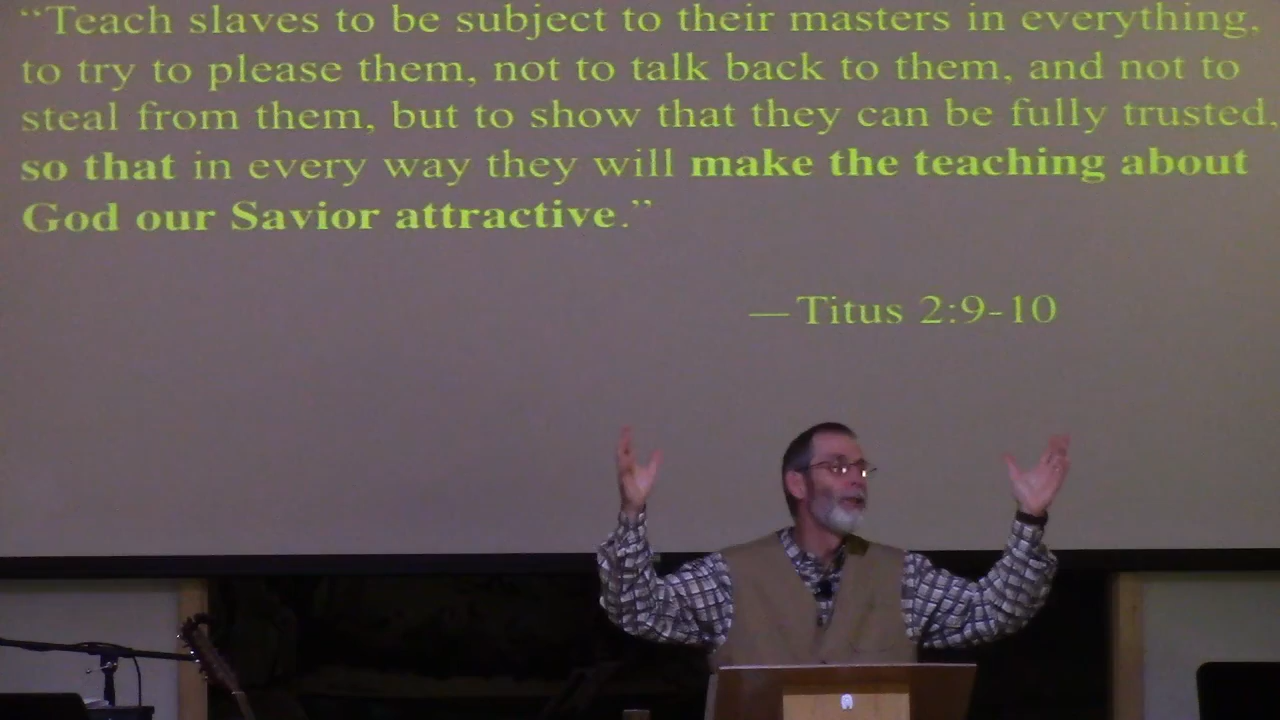 “Teach slaves to be subject to their masters in everything,
to try to please them, not to talk back to them, and not to
steal from them, but to show that they can be fully trusted,
so that in every way they will make the teaching about
God our Savior attractive.”
—Titus 2:9-10